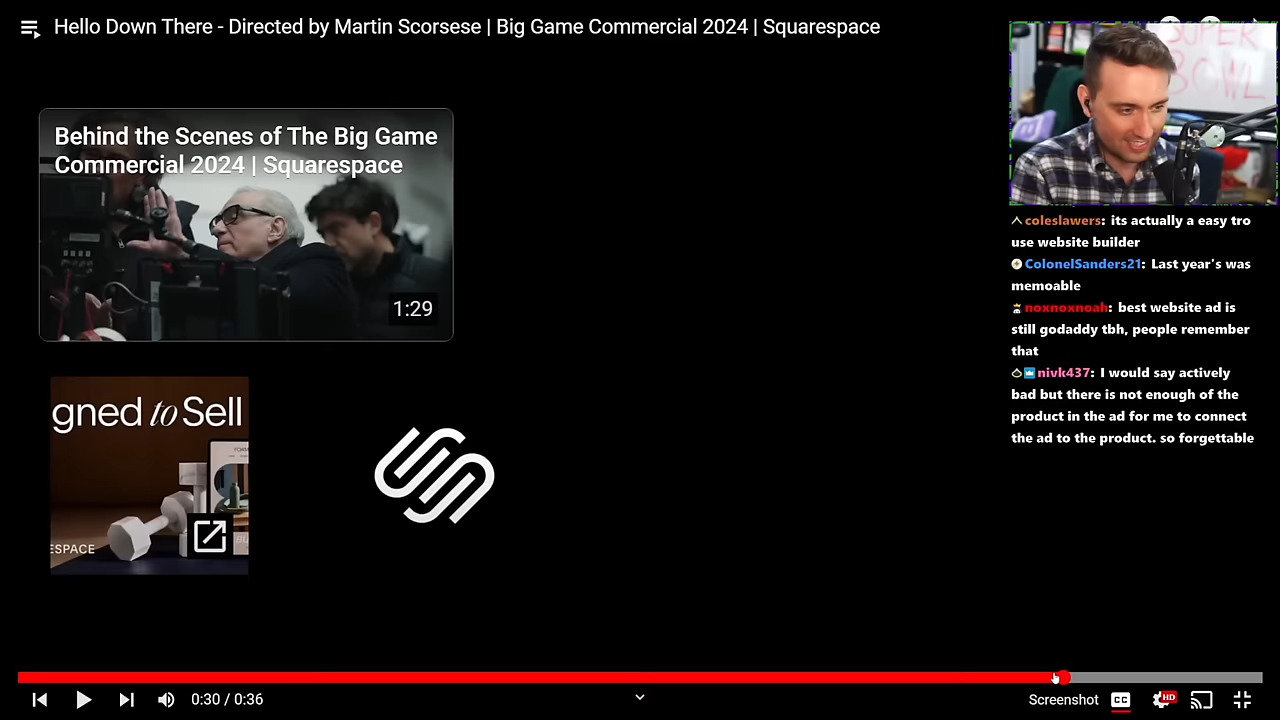 Hello Down There - Directed by Martin Scorsese | Big Game Commercial 2024 | Squarespace
SUPER
BOWL
Behind the Scenes of The Big Game
Commercial 2024 | Squarespace
1:29
coleslawers: its actually a easy tro
use website builder
ColonelSanders21: Last year's was
memoable
noxnoxnoah: best website ad is
still godaddy tbh, people remember
that
nivk437: I would say actively
bad but there is not enough of the
product in the ad for me to connect
the ad to the product. so forgettable
gned to Sell
ESPACE
0:30 / 0:36
Screenshot
CC
HD